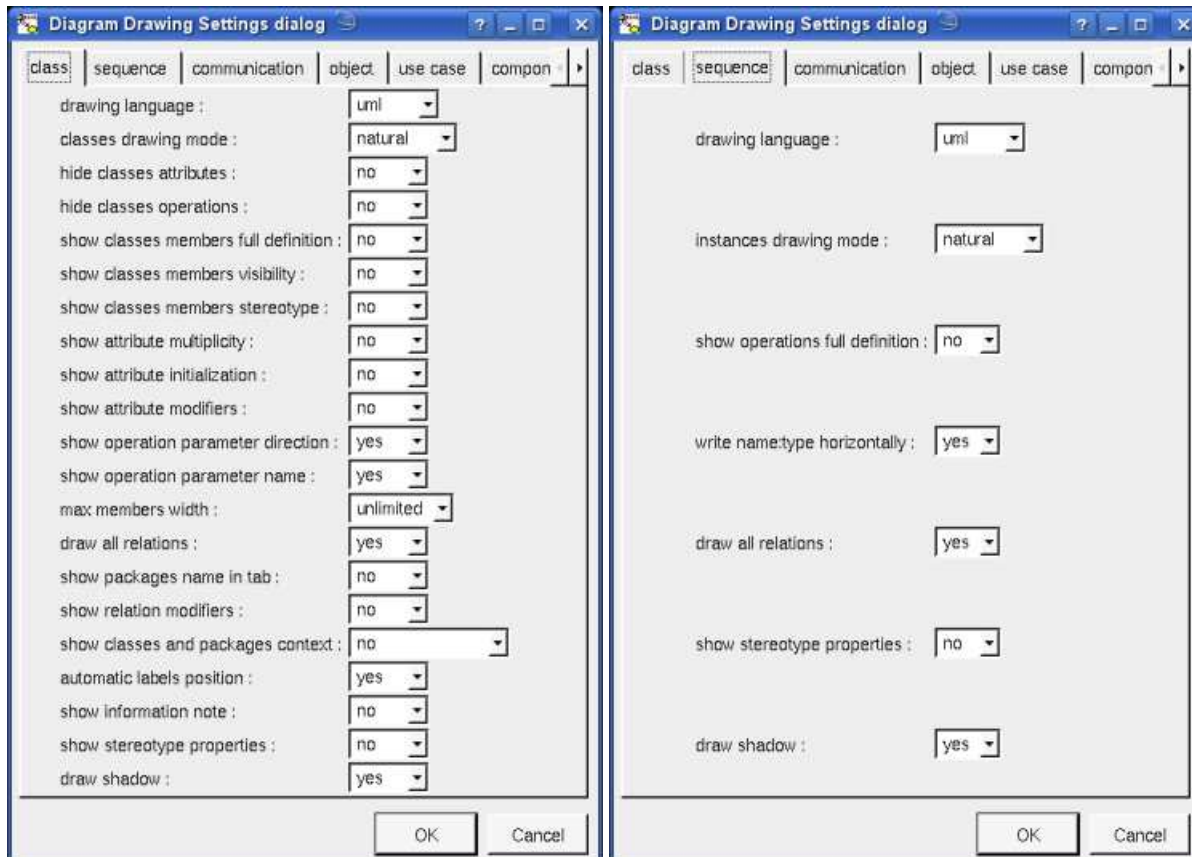 Diagram Drawing Settings dialog
class sequence communication object use case compon
drawing language : uml
classes drawing mode : natural
hide classes attributes : no
hide classes operations : no
show classes members full definition : no
show classes members visibility : no
show classes members stereotype : no
show attribute multiplicity : no
show attribute initialization : no
show attribute modifiers : no
show operation parameter direction : yes
show operation parameter name : yes
max members width : unlimited
draw all relations : yes
show packages name in tab : no
show relation modifiers : no
show classes and packages context : no
automatic labels position : yes
show information note : no
show stereotype properties : no
draw shadow : yes
OK Cancel
Diagram Drawing Settings dialog
class sequence communication object use case compon
drawing language : uml
instances drawing mode : natural
show operations full definition : no
write name:type horizontally : yes
draw all relations : yes
show stereotype properties : no
draw shadow : yes
OK Cancel